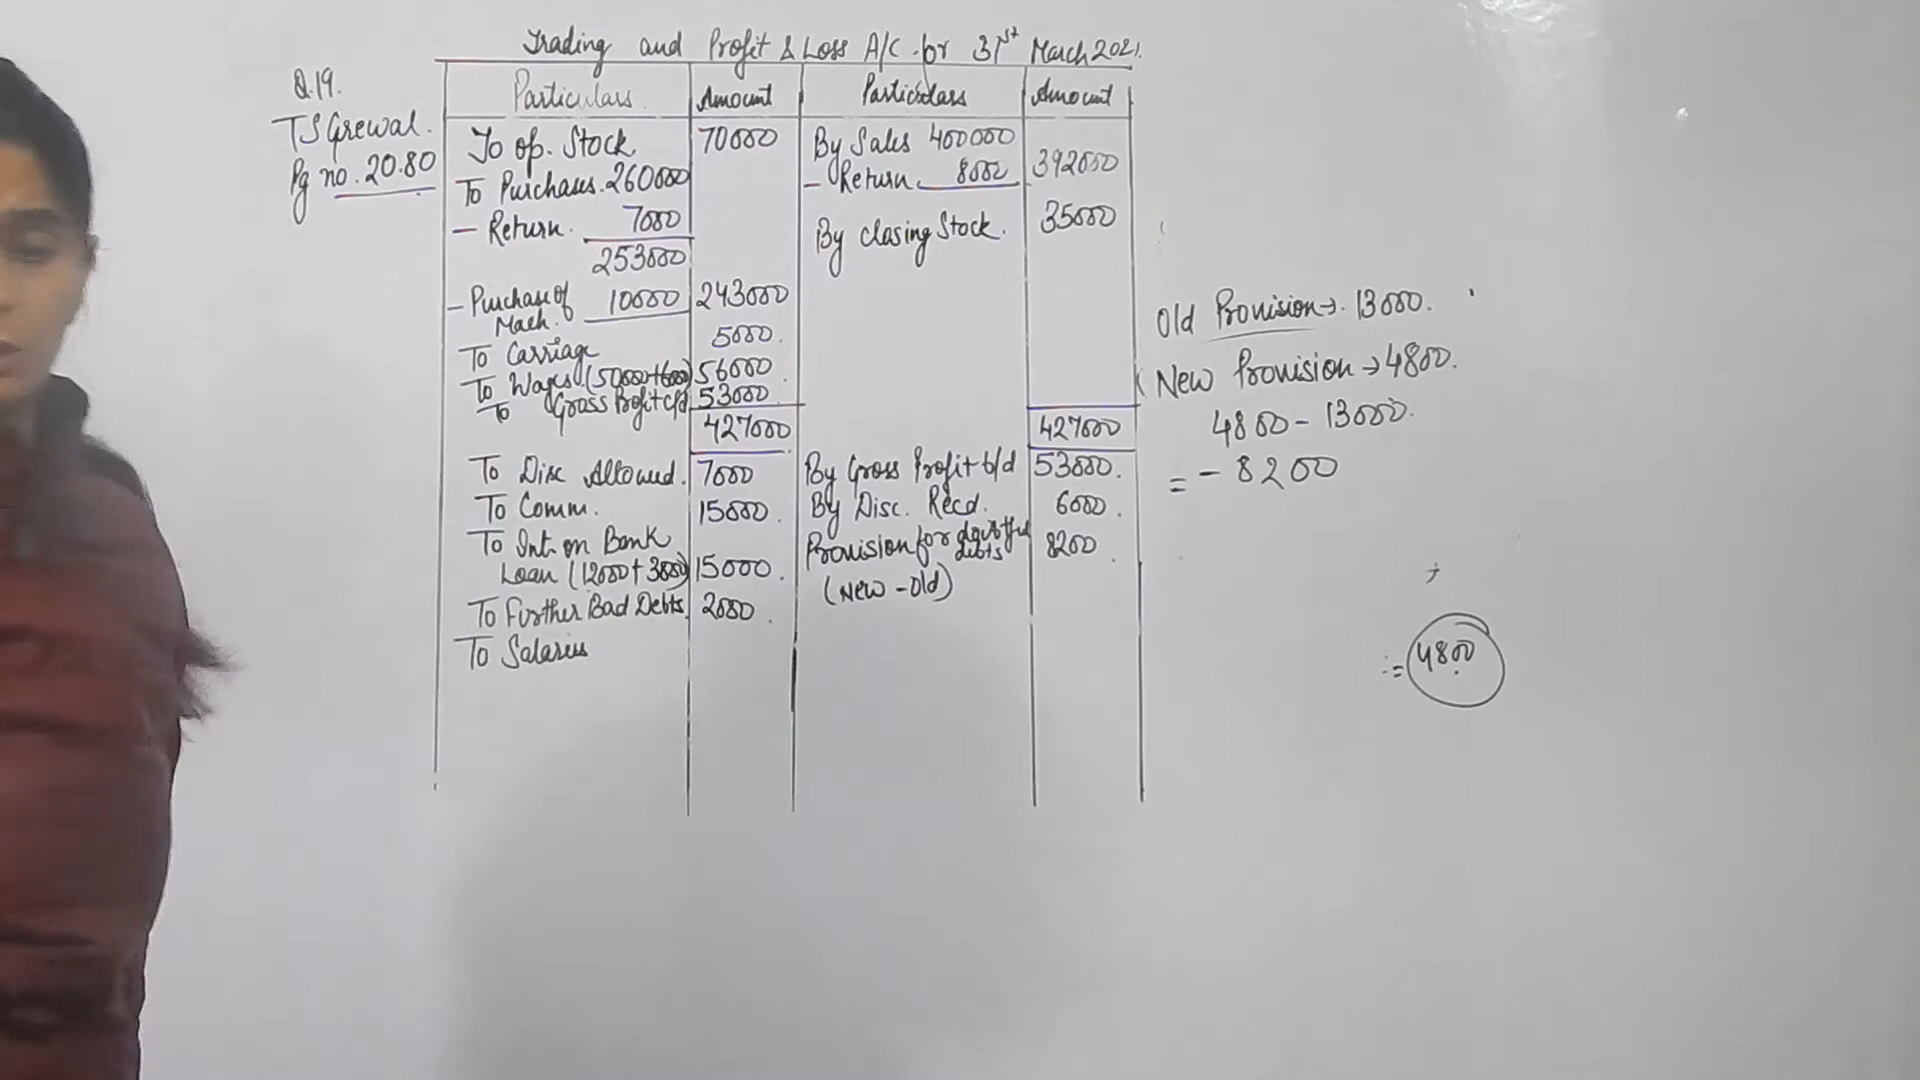 Trading and Profit & Loss A/C for 31st March 2021.
Q.19.
TS Grewal.
Pg no. 20.80
Particulars. Amount Particulars Amount
To op. Stock 70000 By Sales 400000
To Purchases. 260000 - Return. 8000 392000
- Return. 7000 By closing Stock. 35000
253000
- Purchase of 10000 243000
Mach.
To Carriage 5000.
To Wages (50000+6000) 56000
To Gross Profit c/d 53000
427000 427000
To Disc Allowed. 7000 By Gross Profit b/d 53000.
To Comm. 15000. By Disc. Recd. 6000.
To Int. on Bank Provision for doubtful debts 8200
Loan (12000+3000) 15000. (New - Old)
To Further Bad Debts. 2000.
To Salaries
Old Provision → 13000.
New Provision → 4800.
4800 - 13000.
= - 8200
= 4800